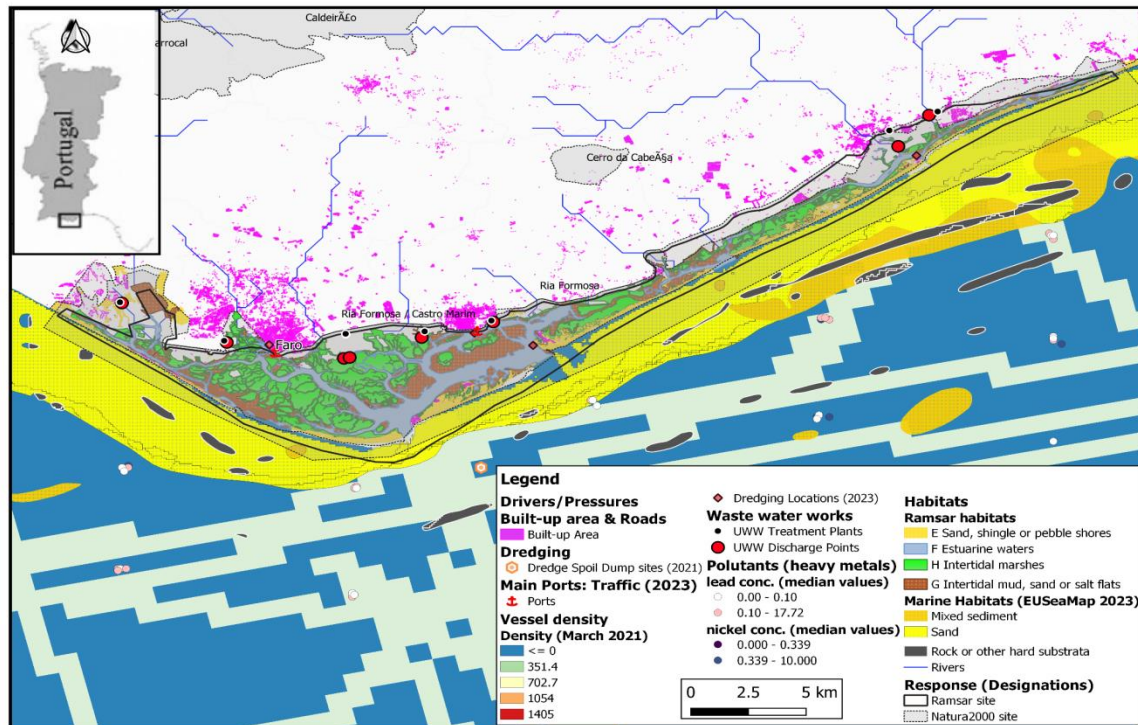 CaldeirÃ£o
arrocal
Portugal
Cerro da CabeÃ§a
Ria Formosa
Ria Formosa / Castro Marim
Faro
Legend
Drivers/Pressures
Built-up area & Roads
Built-up Area
Dredging
Dredge Spoil Dump sites (2021)
Main Ports: Traffic (2023)
Ports
Vessel density
Density (March 2021)
<= 0
351.4
702.7
1054
1405
Dredging Locations (2023)
Waste water works
UWW Treatment Plants
UWW Discharge Points
Polutants (heavy metals)
lead conc. (median values)
0.00 - 0.10
0.10 - 17.72
nickel conc. (median values)
0.000 - 0.339
0.339 - 10.000
0 2.5 5 km
Habitats
Ramsar habitats
E Sand, shingle or pebble shores
F Estuarine waters
H Intertidal marshes
G Intertidal mud, sand or salt flats
Marine Habitats (EUSeaMap 2023)
Mixed sediment
Sand
Rock or other hard substrata
Rivers
Response (Designations)
Ramsar site
Natura2000 site